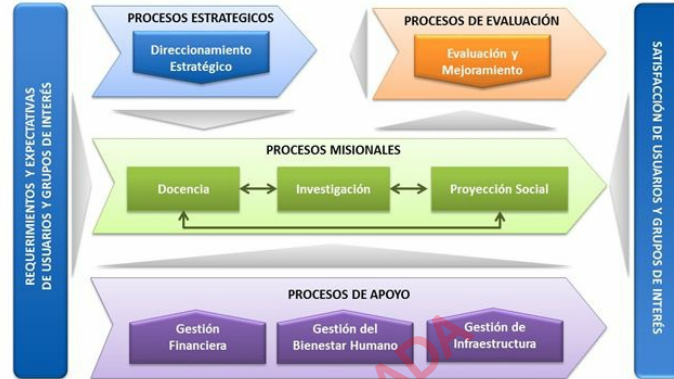 REQUERIMIENTOS Y EXPECTATIVAS
DE USUARIOS Y GRUPOS DE INTERÉS
PROCESOS ESTRATEGICOS
Direccionamiento
Estratégico
PROCESOS DE EVALUACIÓN
Evaluación y
Mejoramiento
PROCESOS MISIONALES
Docencia
Investigación
Proyección Social
PROCESOS DE APOYO
Gestión
Financiera
Gestión del
Bienestar Humano
Gestión de
Infraestructura
SATISFACCIÓN DE USUARIOS Y GRUPOS DE INTERÉS